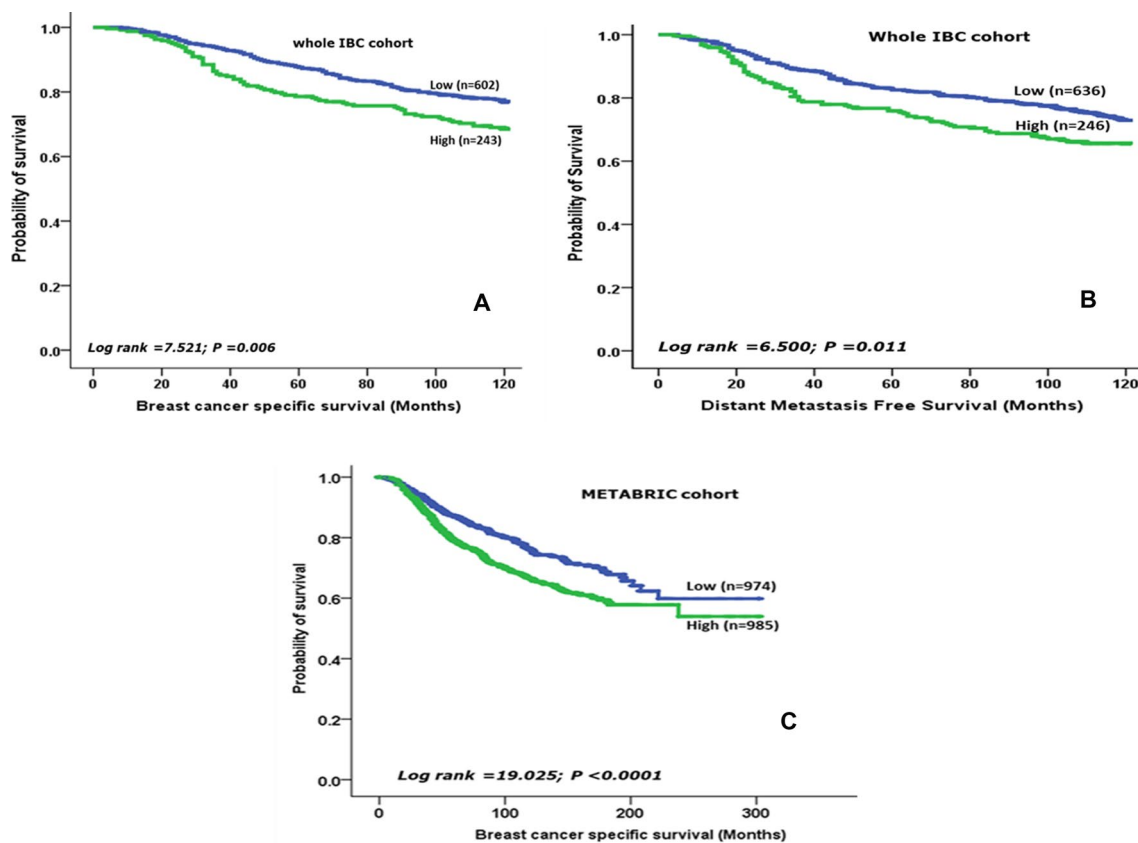 whole IBC cohort
Low (n=602)
High (n=243)
Probability of survival
1.0
0.8
0.6
0.4
0.2
0.0
A
Log rank =7.521; P =0.006
0 20 40 60 80 100 120
Breast cancer specific survival (Months)
Whole IBC cohort
Low (n=636)
High (n=246)
Probability of Survival
1.0
0.8
0.6
0.4
0.2
0.0
B
Log rank =6.500; P =0.011
0 20 40 60 80 100 120
Distant Metastasis Free Survival (Months)
METABRIC cohort
Low (n=974)
High (n=985)
Probability of survival
1.0
0.8
0.6
0.4
0.2
0.0
C
Log rank =19.025; P <0.0001
0 100 200 300
Breast cancer specific survival (Months)